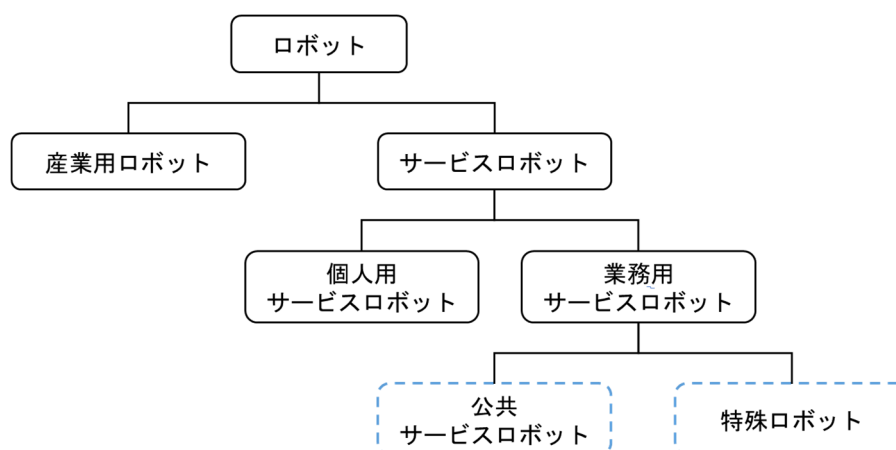 ロボット
産業用ロボット
サービスロボット
個人用
サービスロボット
業務用
サービスロボット
公共
サービスロボット
特殊ロボット